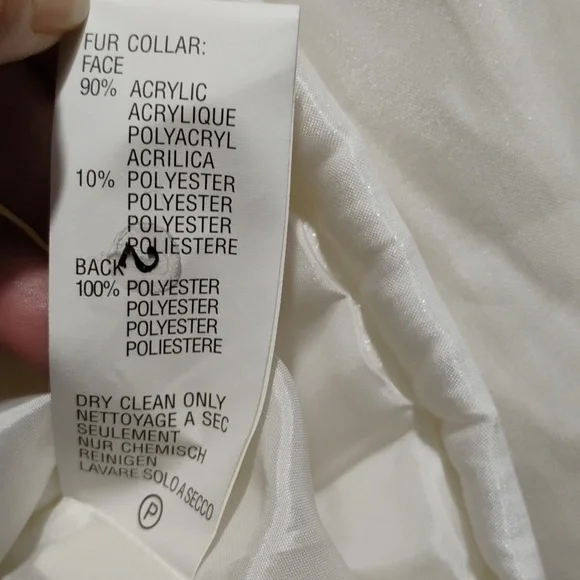 FUR COLLAR:
FACE
90% ACRYLIC
ACRYLIQUE
POLYACRYL
ACRILICA
10% POLYESTER
POLYESTER
POLYESTER
POLIESTERE
2
BACK
100% POLYESTER
POLYESTER
POLYESTER
POLIESTERE
DRY CLEAN ONLY
NETTOYAGE A SEC
SEULEMENT
NUR CHEMISCH
REINIGEN
LAVARE SOLO A SECCO
P